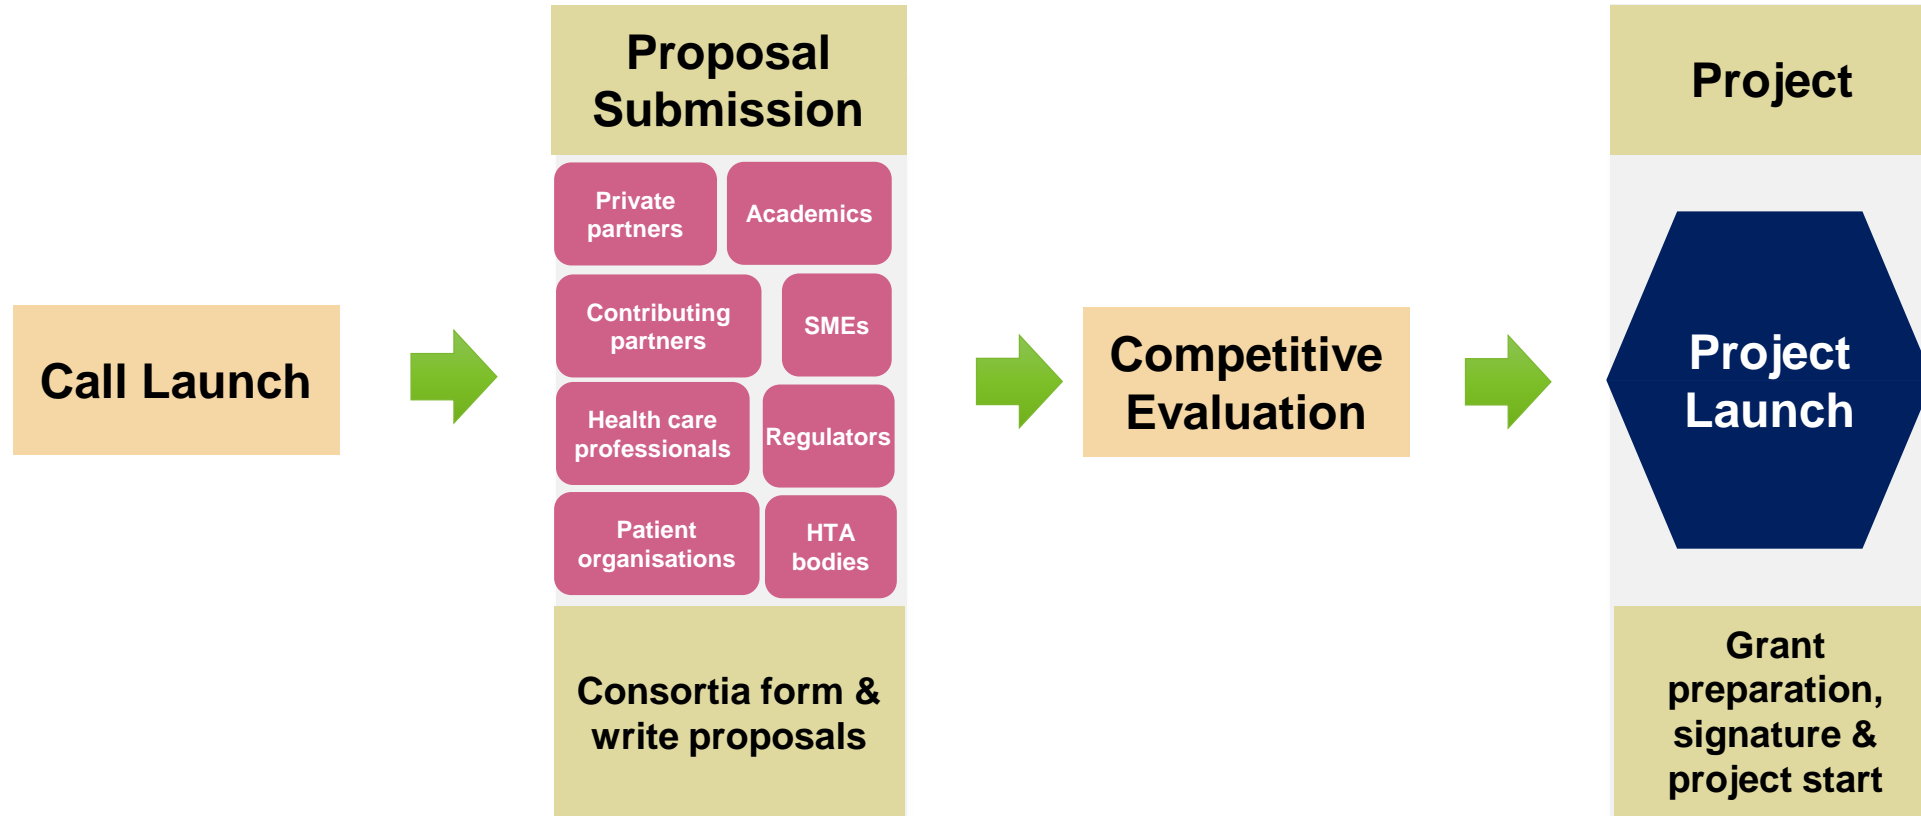 Call Launch
Proposal
Submission
Private
partners
Academics
Contributing
partners
SMEs
Health care
professionals
Regulators
Patient
organisations
HTA
bodies
Consortia form &
write proposals
Competitive
Evaluation
Project
Project
Launch
Grant
preparation,
signature &
project start